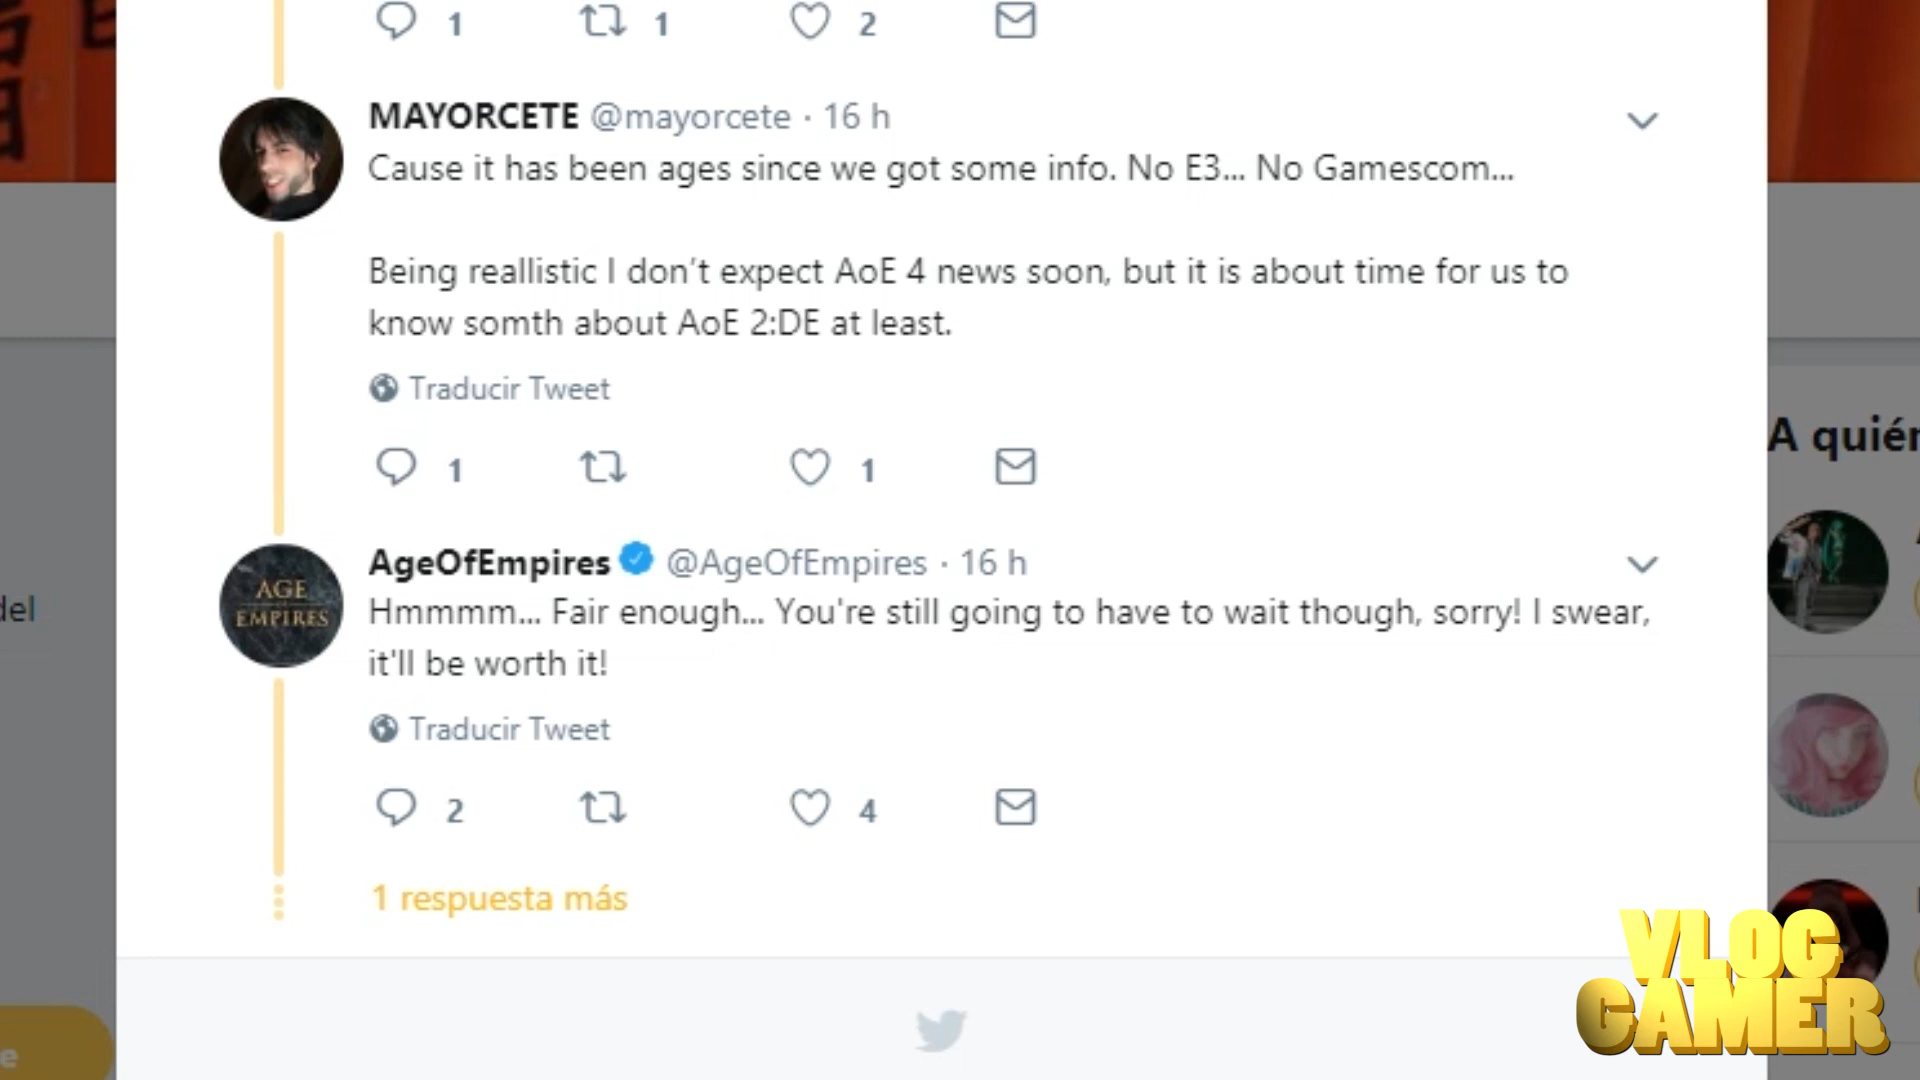 1 1 2
MAYORCETE @mayorcete · 16 h
Cause it has been ages since we got some info. No E3... No Gamescom...
Being reallistic I don't expect AoE 4 news soon, but it is about time for us to
know somth about AoE 2:DE at least.
Traducir Tweet
1 1
A quién
AgeOfEmpires @AgeOfEmpires · 16 h
AGE
EMPIRES
Hmmmm... Fair enough... You're still going to have to wait though, sorry! I swear,
del
it'll be worth it!
Traducir Tweet
2 4
1 respuesta más
VLOG
GAMER
e